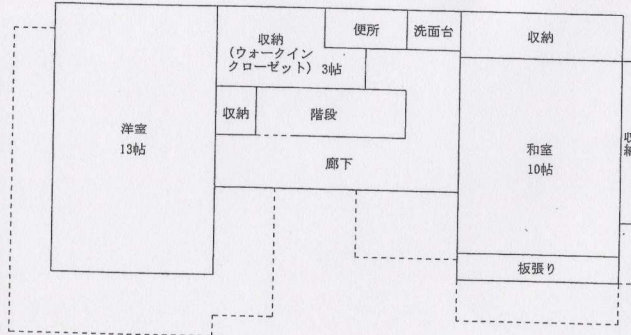 収納
(ウォークイン
クローゼット) 3帖
便所
洗面台
収納
収納
階段
洋室
13帖
廊下
和室
10帖
収納
板張り